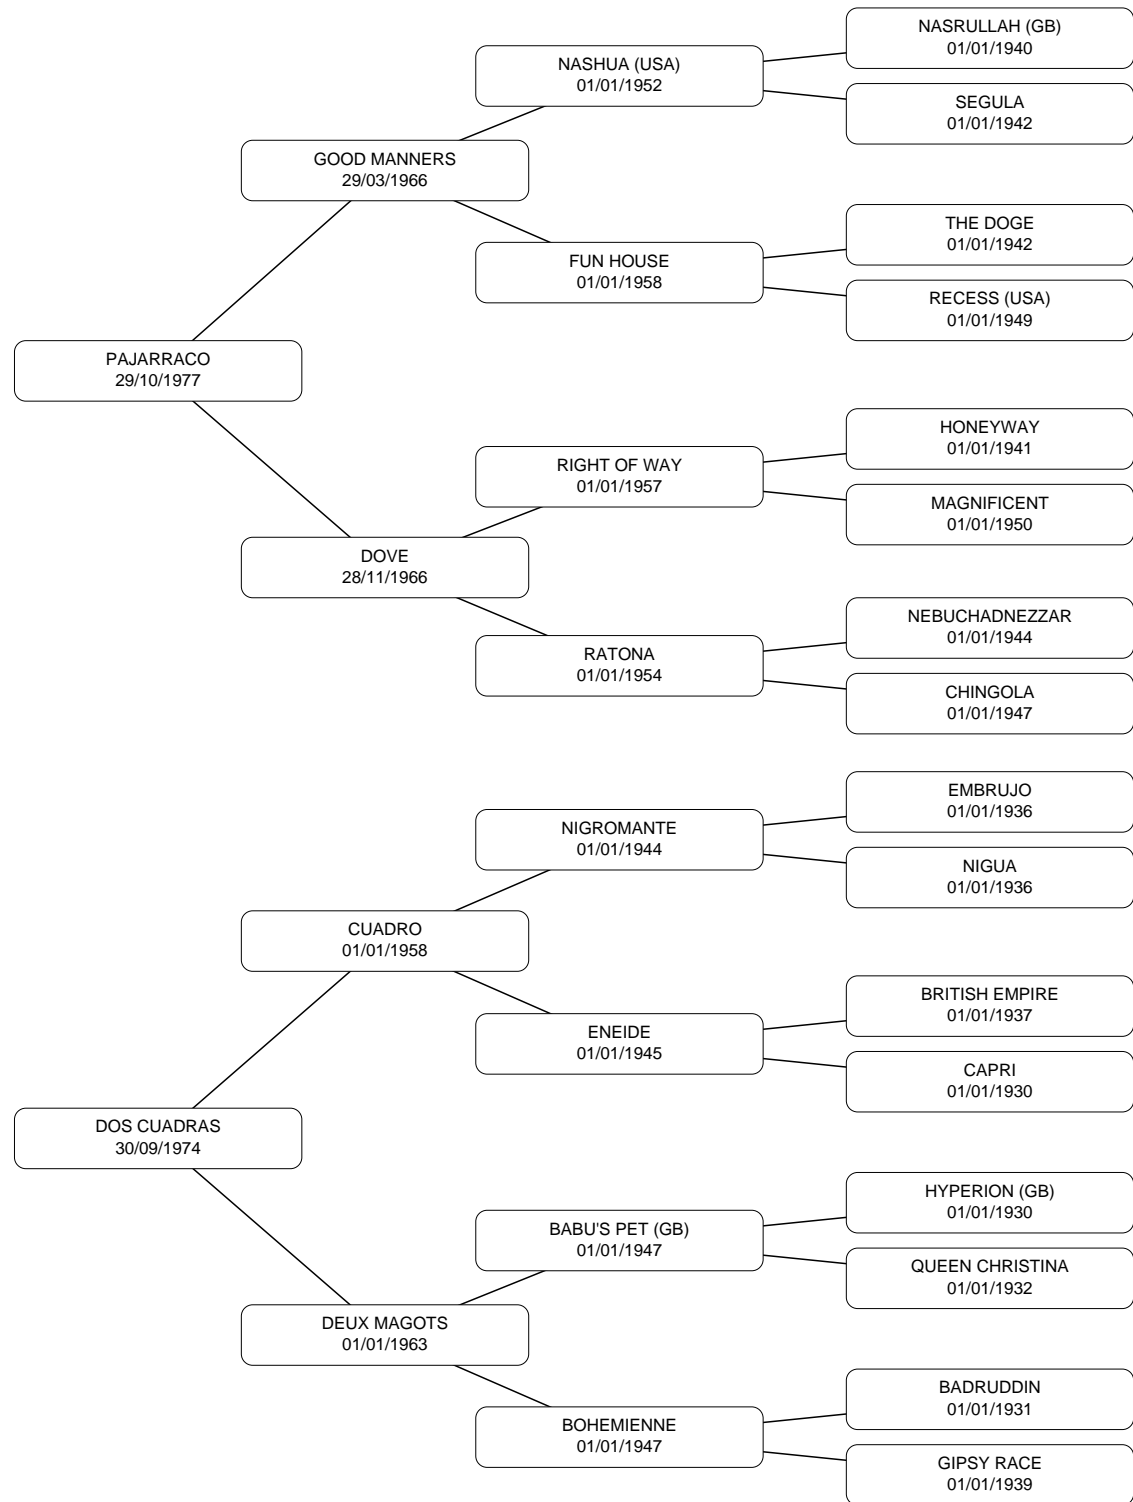 NASRULLAH (GB)
01/01/1940
NASHUA (USA)
01/01/1952
SEGULA
01/01/1942
GOOD MANNERS
29/03/1966
THE DOGE
01/01/1942
FUN HOUSE
01/01/1958
RECESS (USA)
01/01/1949
PAJARRACO
29/10/1977
HONEYWAY
01/01/1941
RIGHT OF WAY
01/01/1957
MAGNIFICENT
01/01/1950
DOVE
28/11/1966
NEBUCHADNEZZAR
01/01/1944
RATONA
01/01/1954
CHINGOLA
01/01/1947
EMBRUJO
01/01/1936
NIGROMANTE
01/01/1944
NIGUA
01/01/1936
CUADRO
01/01/1958
BRITISH EMPIRE
01/01/1937
ENEIDE
01/01/1945
CAPRI
01/01/1930
DOS CUADRAS
30/09/1974
HYPERION (GB)
01/01/1930
BABU'S PET (GB)
01/01/1947
QUEEN CHRISTINA
01/01/1932
DEUX MAGOTS
01/01/1963
BADRUDDIN
01/01/1931
BOHEMIENNE
01/01/1947
GIPSY RACE
01/01/1939